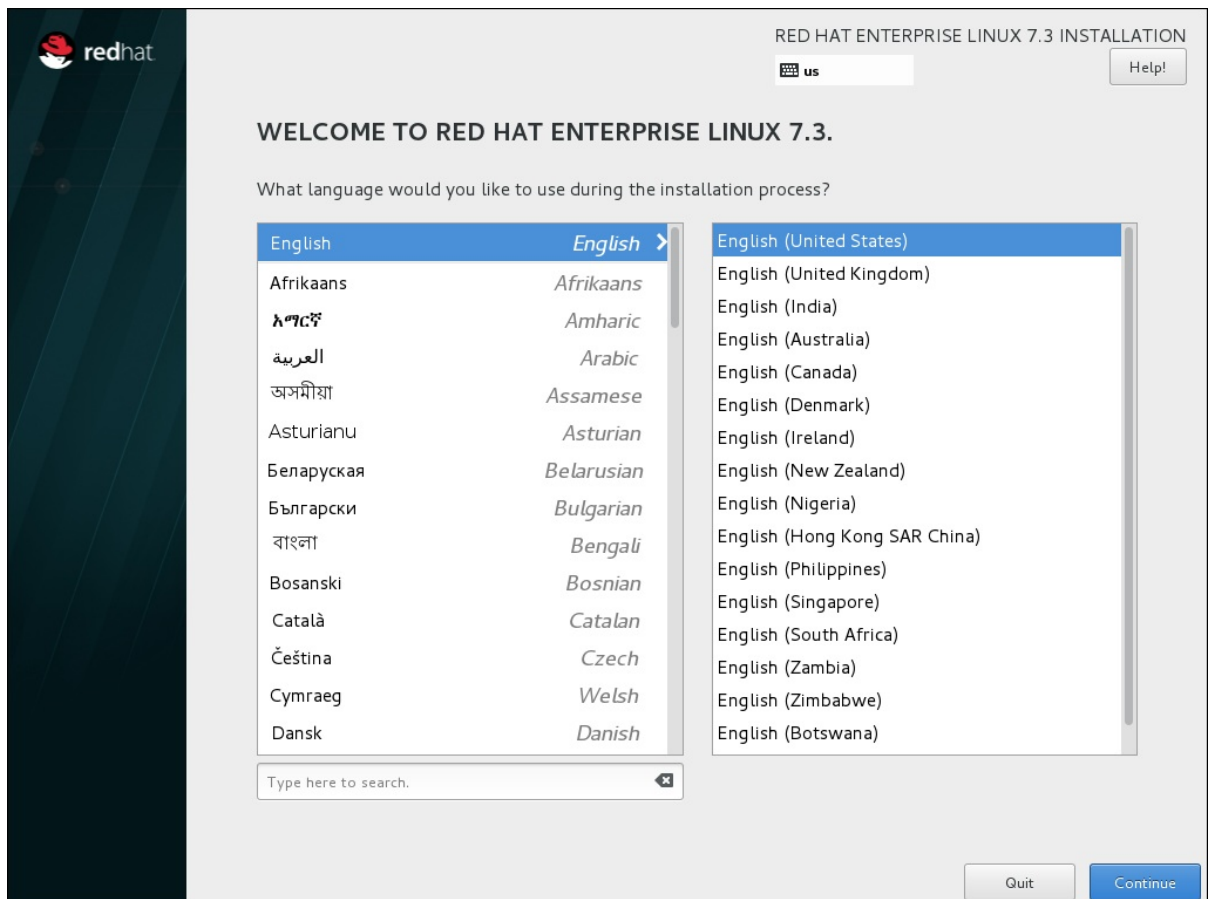 redhat
RED HAT ENTERPRISE LINUX 7.3 INSTALLATION
us
Help!
WELCOME TO RED HAT ENTERPRISE LINUX 7.3.
What language would you like to use during the installation process?
English English
Afrikaans Afrikaans
አማርኛ Amharic
العربية Arabic
অসমীয়া Assamese
Asturianu Asturian
Беларуская Belarusian
Български Bulgarian
বাংলা Bengali
Bosanski Bosnian
Català Catalan
Čeština Czech
Cymraeg Welsh
Dansk Danish
Type here to search.
English (United States)
English (United Kingdom)
English (India)
English (Australia)
English (Canada)
English (Denmark)
English (Ireland)
English (New Zealand)
English (Nigeria)
English (Hong Kong SAR China)
English (Philippines)
English (Singapore)
English (South Africa)
English (Zambia)
English (Zimbabwe)
English (Botswana)
Quit
Continue